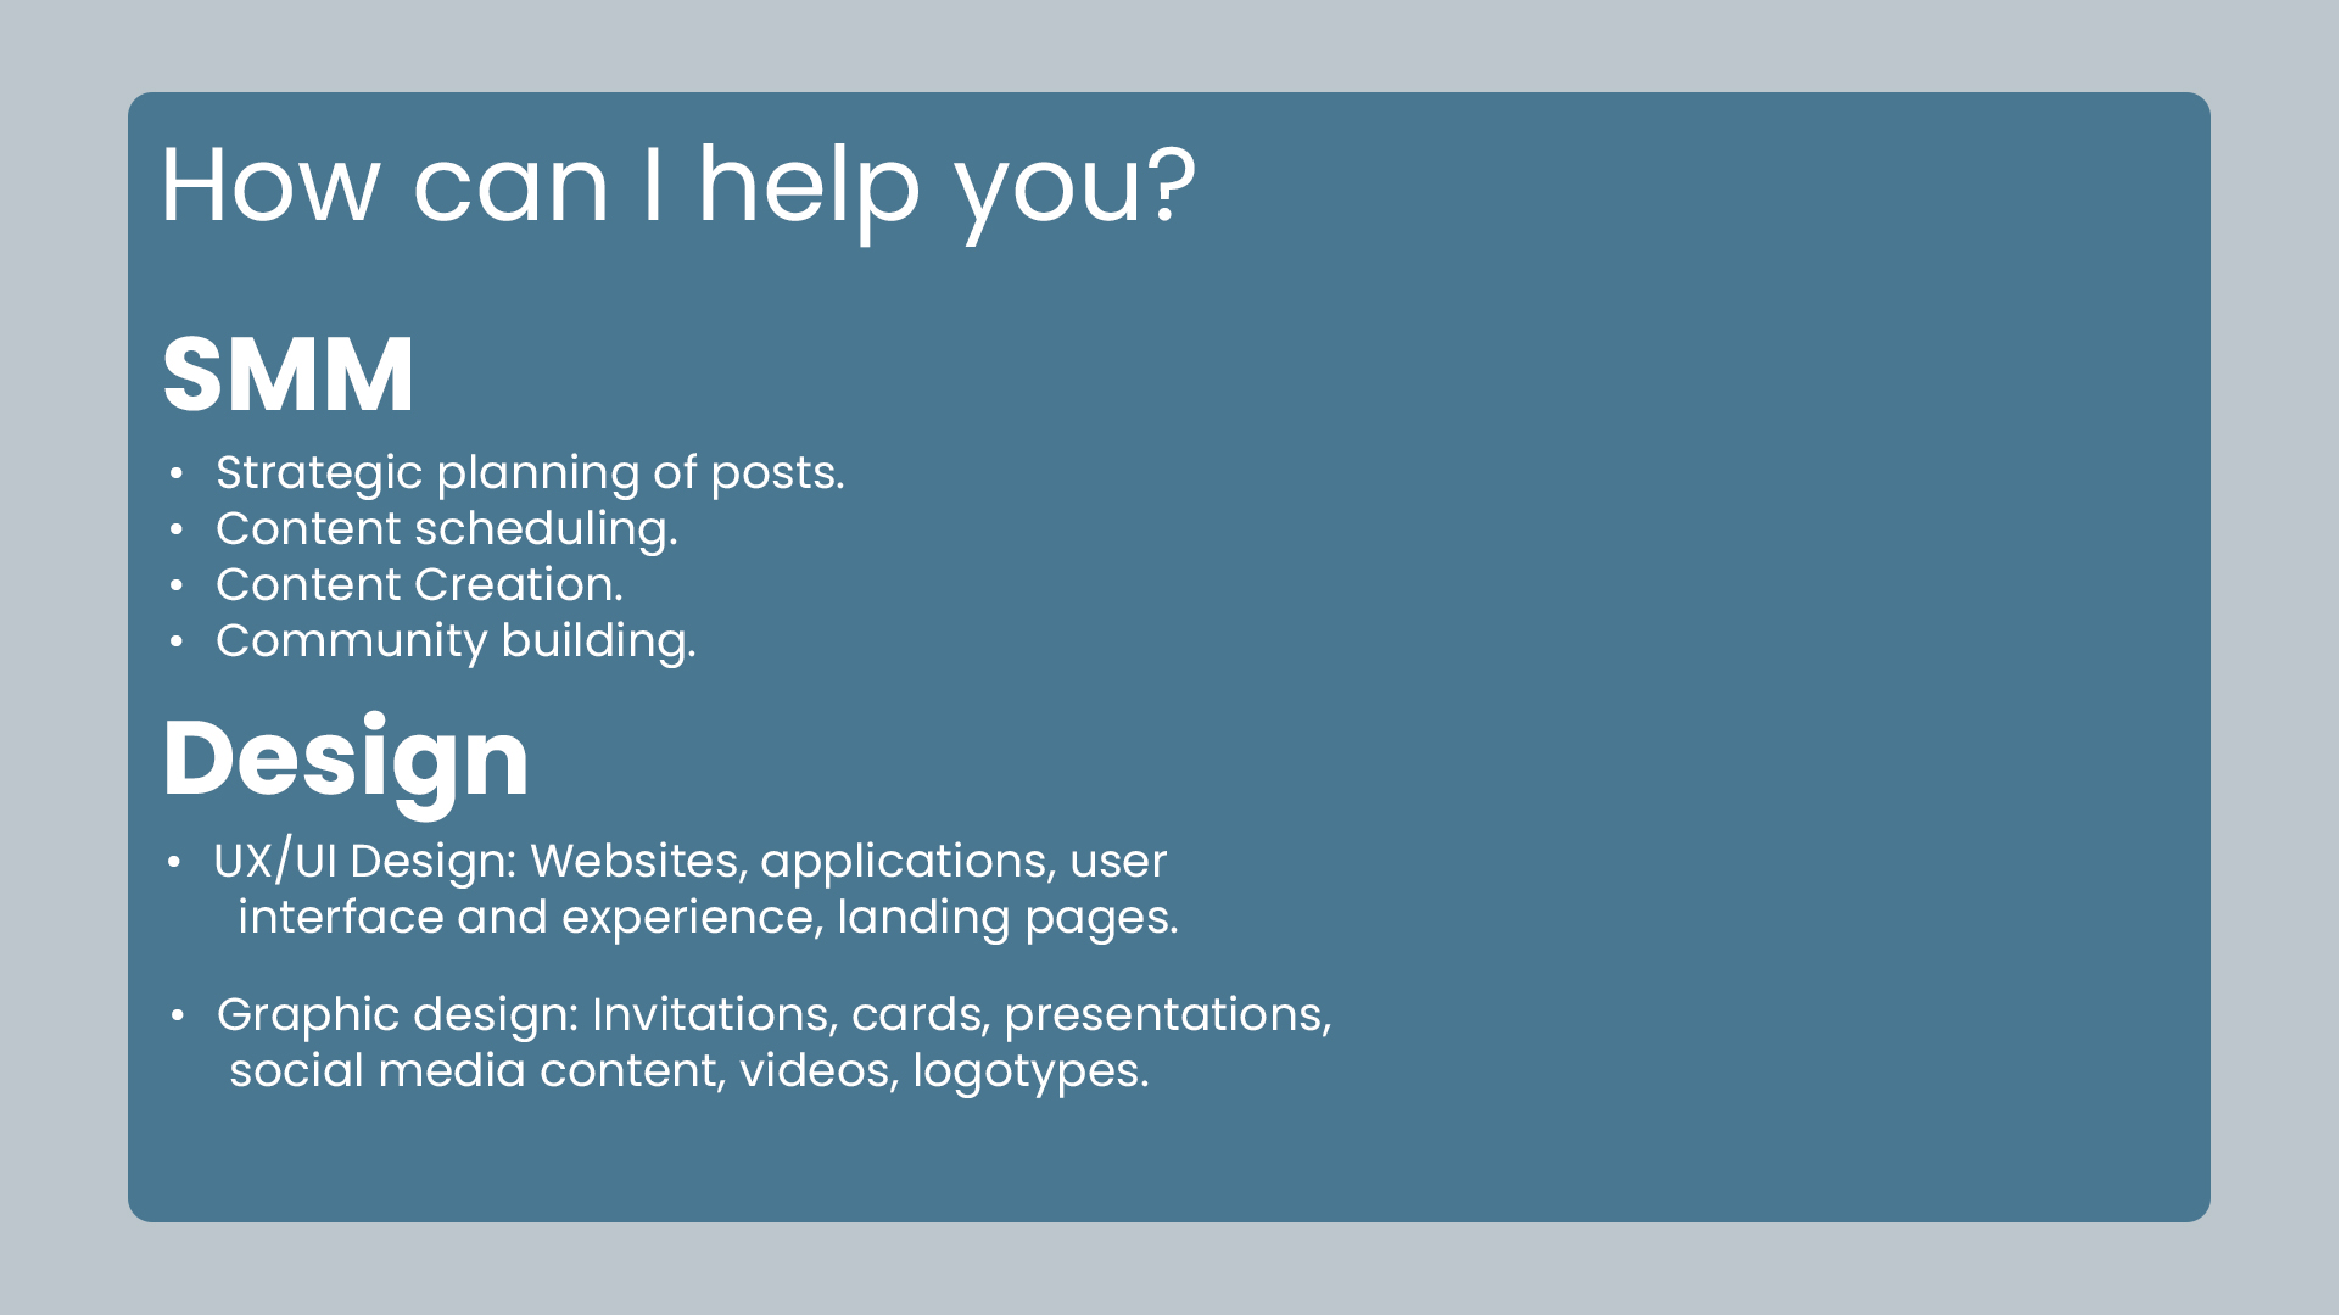 How can I help you?
SMM
• Strategic planning of posts.
• Content scheduling.
• Content Creation.
• Community building.
Design
• UX/UI Design: Websites, applications, user
interface and experience, landing pages.
• Graphic design: Invitations, cards, presentations,
social media content, videos, logotypes.